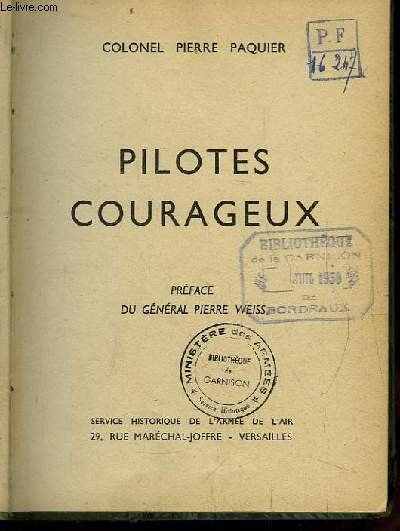 © Le-livre.com
COLONEL PIERRE PAQUIER
P.F
16 247
PILOTES
COURAGEUX
BIBLIOTHÈQUE
de la GARNISON
1950
DE
BORDEAUX
PRÉFACE
DU GÉNÉRAL PIERRE WEISS
MINISTÈRE des ARMÉES
BIBLIOTHÈQUE
de
GARNISON
Service Historique
SERVICE HISTORIQUE DE L'ARMÉE DE L'AIR
29, RUE MARÉCHAL-JOFFRE - VERSAILLES